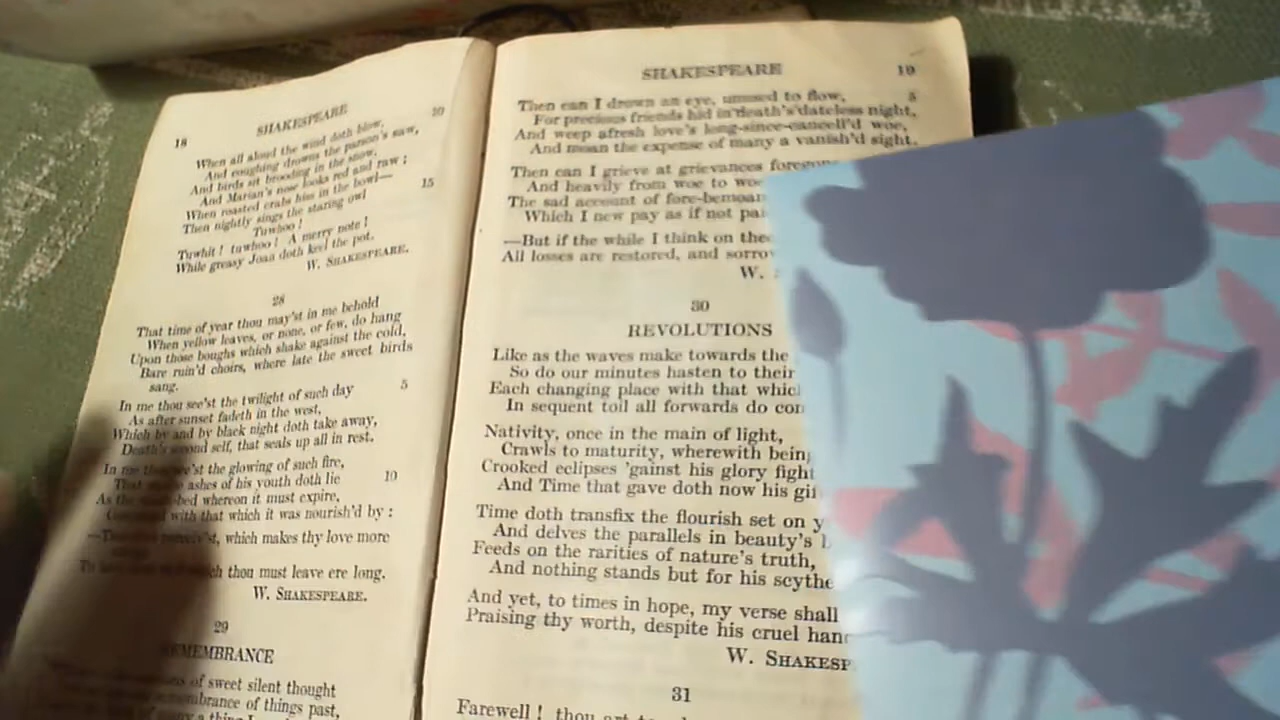 18
SHAKESPEARE
20
When all aloud the wind doth blow,
And coughing drowns the parson's saw,
And birds sit brooding in the snow,
And Marian's nose looks red and raw;
When roasted crabs hiss in the bowl—
15
Then nightly sings the staring owl
Tuwhoo!
Tuwhit! tuwhoo! A merry note!
While greasy Joan doth keel the pot.
W. SHAKESPEARE.
28
That time of year thou may'st in me behold
When yellow leaves, or none, or few, do hang
Upon those boughs which shake against the cold,
Bare ruin'd choirs, where late the sweet birds
sang.
In me thou see'st the twilight of such day
5
As after sunset fadeth in the west,
Which by and by black night doth take away,
Death's second self, that seals up all in rest.
In me thou see'st the glowing of such fire,
That ashes of his youth doth lie
10
As the bed whereon it must expire,
with that which it was nourish'd by:
which makes thy love more
thou must leave ere long.
W. SHAKESPEARE.
29
REMEMBRANCE
of sweet silent thought
of things past,
SHAKESPEARE
19
Then can I drown an eye, unused to flow,
5
For precious friends hid in death's dateless night,
And weep afresh love's long-since-cancell'd woe,
And moan the expense of many a vanish'd sight.
Then can I grieve at grievances
And heavily from woe to
The sad account of
Which I new pay as if not
—But if the while I think on
All losses are restored, and
W.
30
REVOLUTIONS
Like as the waves make towards the
So do our minutes hasten to their
Each changing place with that
In sequent toil all forwards do
Nativity, once in the main of light,
Crawls to maturity, wherewith
Crooked eclipses 'gainst his glory
And Time that gave doth now his
Time doth transfix the flourish set on
And delves the parallels in beauty's
Feeds on the rarities of nature's truth,
And nothing stands but for his scythe
And yet, to times in hope, my verse shall
Praising thy worth, despite his cruel
W. SHAKESP
31
Farewell! thou art